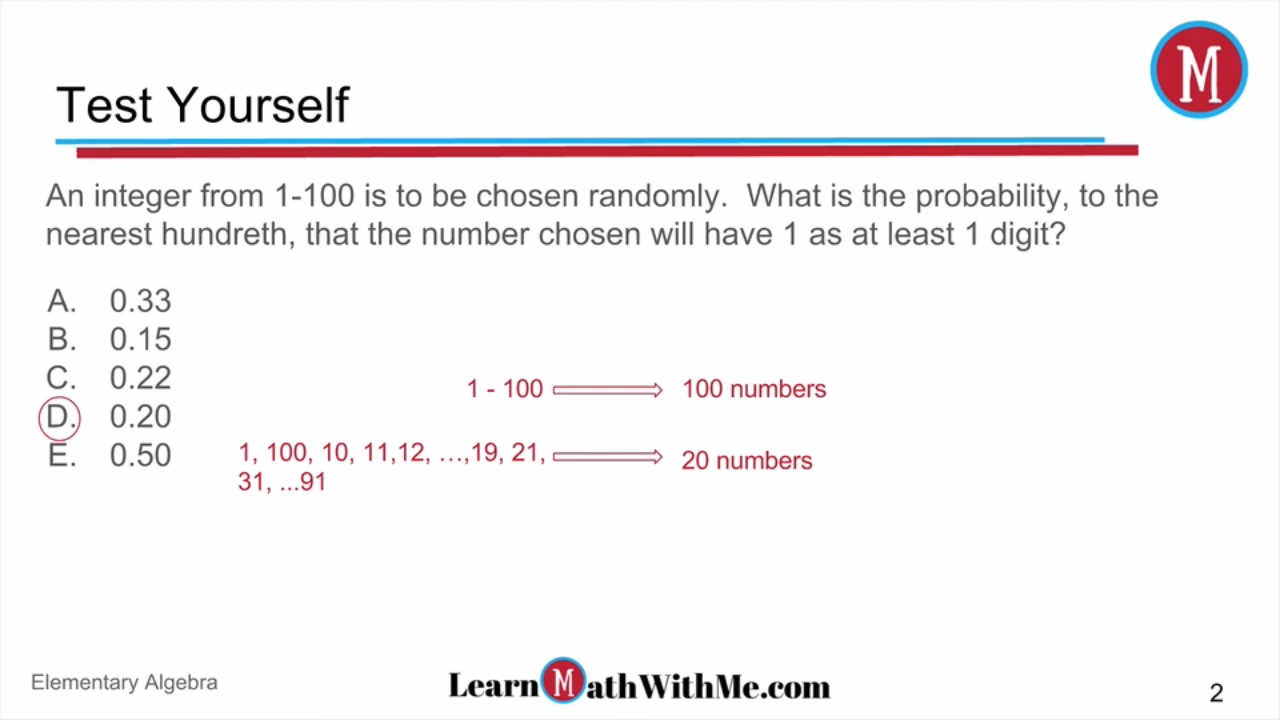 M
Test Yourself
An integer from 1-100 is to be chosen randomly.  What is the probability, to the
nearest hundreth, that the number chosen will have 1 as at least 1 digit?
A. 0.33
B. 0.15
C. 0.22
D. 0.20
E. 0.50
1 - 100
100 numbers
1, 100, 10, 11,12, ...,19, 21,
31, ...91
20 numbers
Elementary Algebra
LearnMathWithMe.com
2